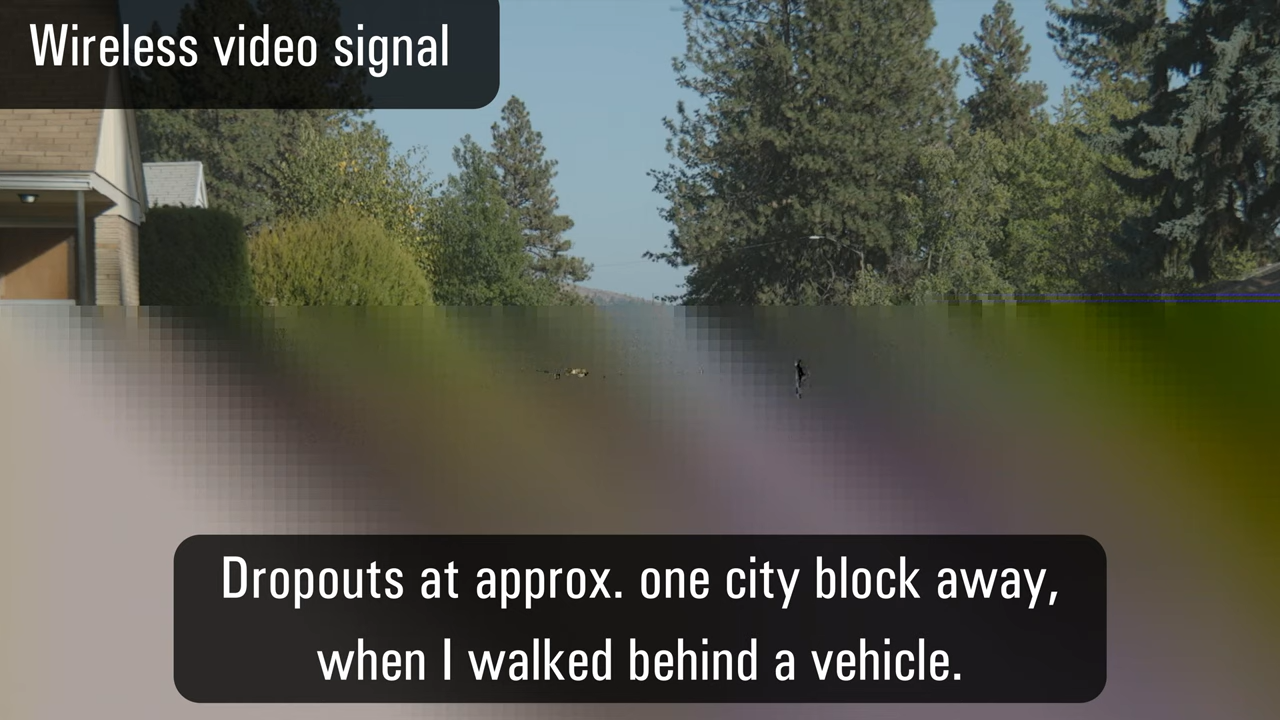 Wireless video signal
Dropouts at approx. one city block away,
when I walked behind a vehicle.